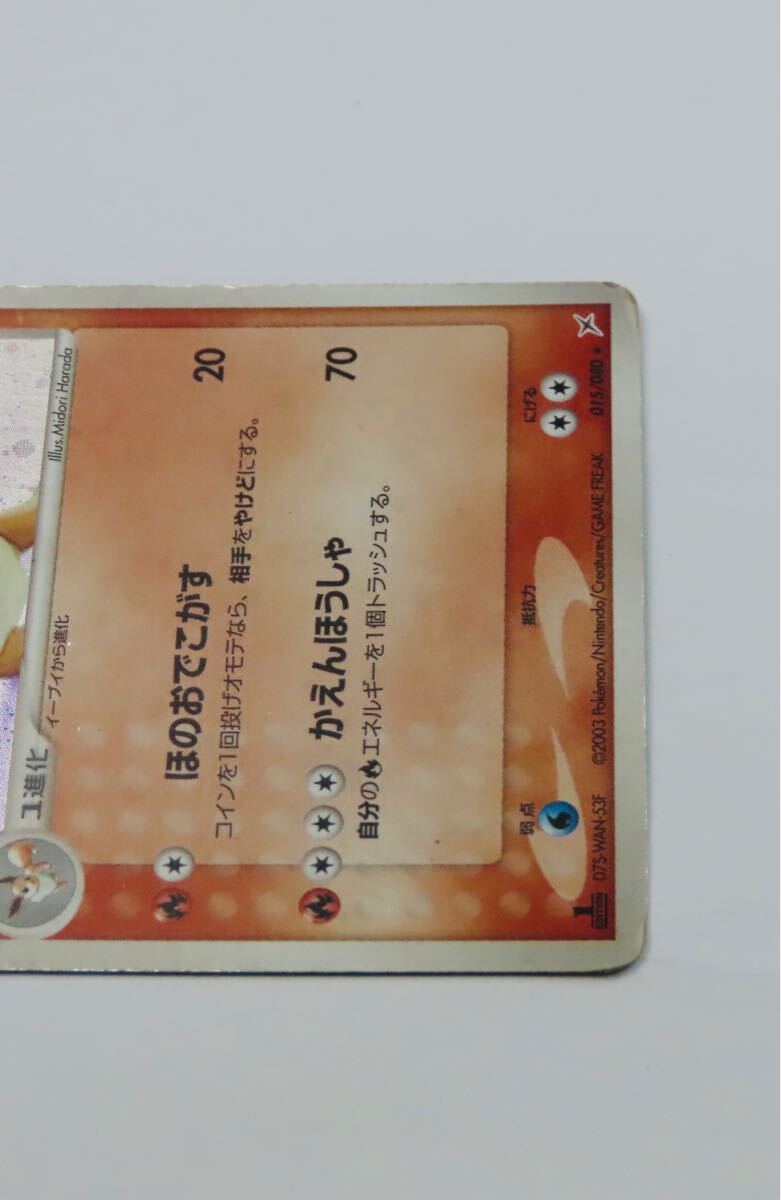 Illus.Midori Harada
1進化
イーブイから進化
ほのおでこがす 20
コインを1回投げオモテなら、相手をやけどにする。
かえんほうしゃ 70
自分のエネルギーを1個トラッシュする。
弱点 抵抗力 にげる
1
EDITION
D7S-WAN-53F ©2003 Pokémon/Nintendo/Creatures/GAME FREAK 015/080 ★